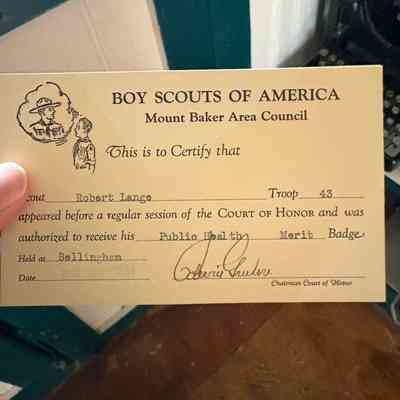 BOY SCOUTS OF AMERICA
Mount Baker Area Council
This is to Certify that
Scout Robert Lange Troop 43
appeared before a regular session of the COURT OF HONOR and was
authorized to receive his Public Health Merit Badge
Held at Bellingham
Date
Chairman Court of Honor